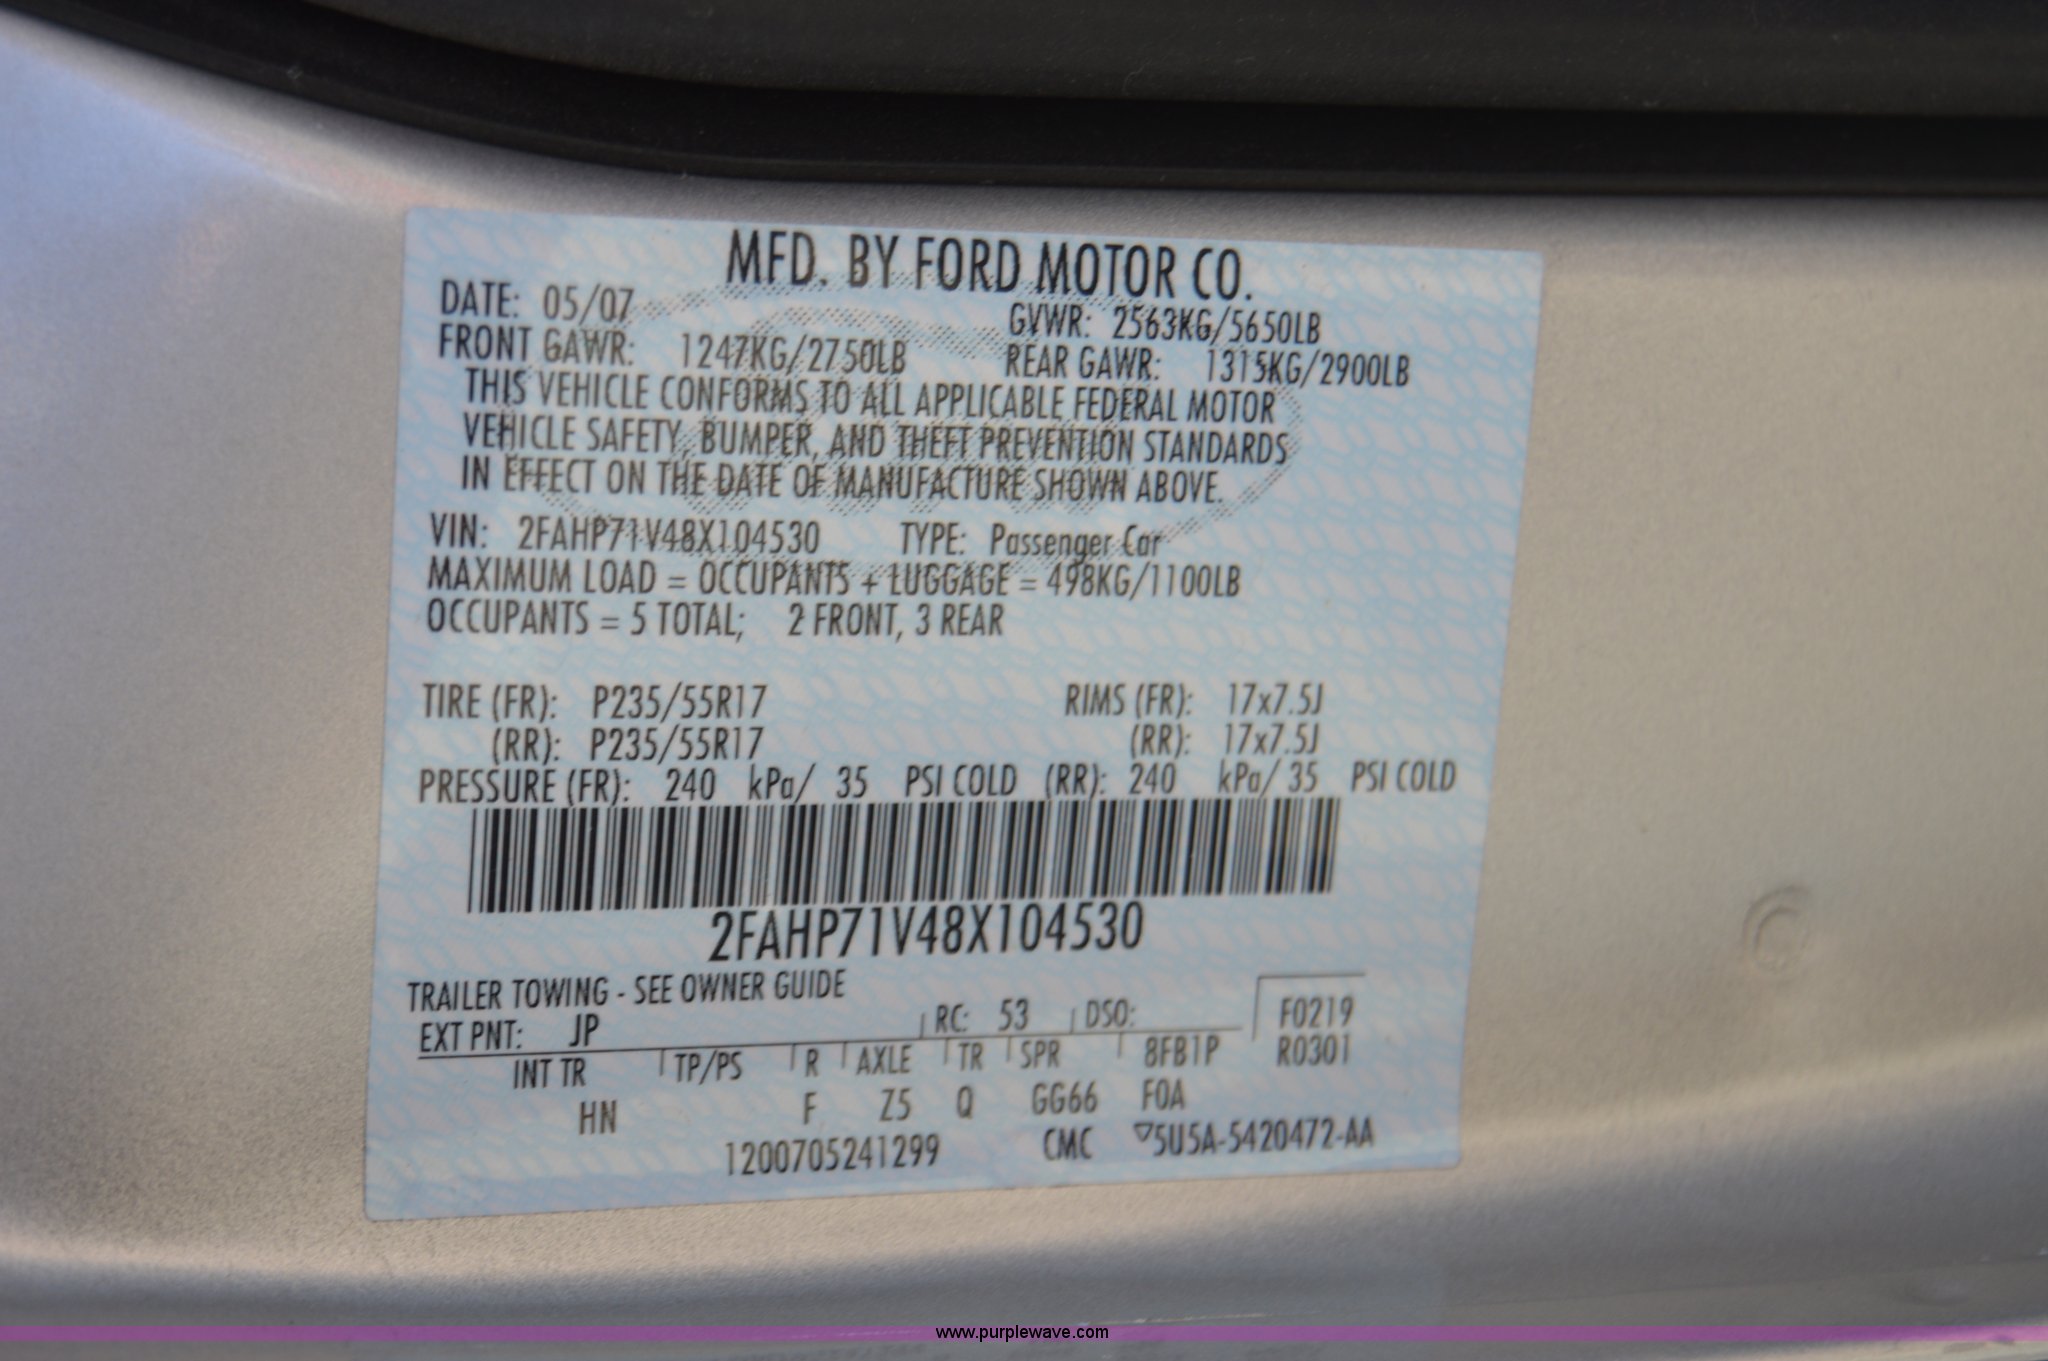 MFD. BY FORD MOTOR CO.
DATE: 05/07 GVWR: 2563KG/5650LB
FRONT GAWR: 1247KG/2750LB REAR GAWR: 1315KG/2900LB
THIS VEHICLE CONFORMS TO ALL APPLICABLE FEDERAL MOTOR
VEHICLE SAFETY, BUMPER, AND THEFT PREVENTION STANDARDS
IN EFFECT ON THE DATE OF MANUFACTURE SHOWN ABOVE.
VIN: 2FAHP71V48X104530 TYPE: Passenger Car
MAXIMUM LOAD = OCCUPANTS + LUGGAGE = 498KG/1100LB
OCCUPANTS = 5 TOTAL; 2 FRONT, 3 REAR
TIRE (FR): P235/55R17 RIMS (FR): 17x7.5J
(RR): P235/55R17 (RR): 17x7.5J
PRESSURE (FR): 240 kPa/ 35 PSI COLD (RR): 240 kPa/ 35 PSI COLD
2FAHP71V48X104530
TRAILER TOWING - SEE OWNER GUIDE
EXT PNT: JP RC: 53 DSO: F0219
INT TR TP/PS R AXLE TR SPR 8FB1P R0301
HN F Z5 Q GG66 F0A
1200705241299 CMC ▽5U5A-5420472-AA
www.purplewave.com